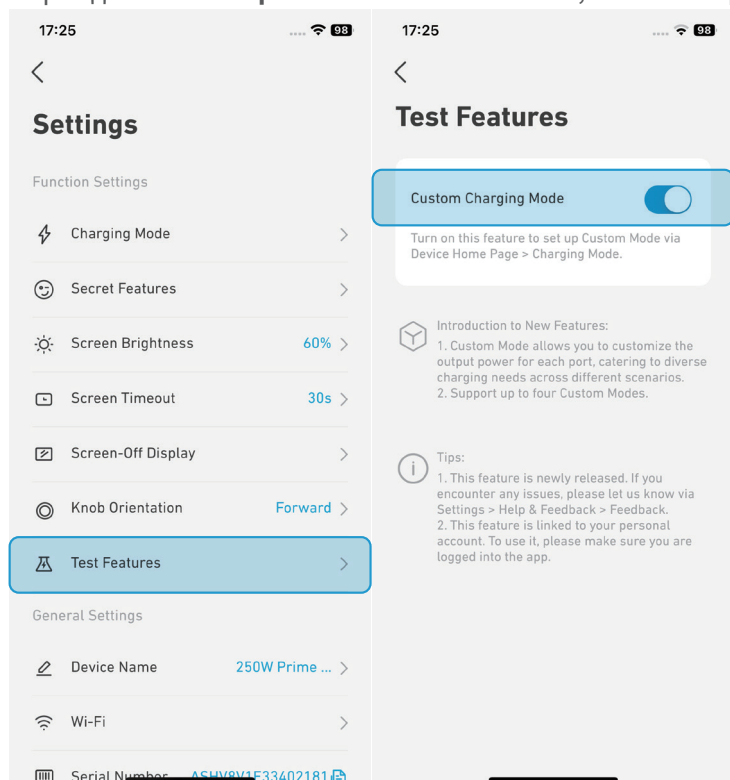 17:25
98
Settings
Function Settings
Charging Mode
Secret Features
Screen Brightness 60%
Screen Timeout 30s
Screen-Off Display
Knob Orientation Forward
Test Features
General Settings
Device Name 250W Prime ...
Wi-Fi
Serial Number ASHV8V1F33402181
17:25
98
Test Features
Custom Charging Mode
Turn on this feature to set up Custom Mode via
Device Home Page > Charging Mode.
Introduction to New Features:
1. Custom Mode allows you to customize the
output power for each port, catering to diverse
charging needs across different scenarios.
2. Support up to four Custom Modes.
Tips:
1. This feature is newly released. If you
encounter any issues, please let us know via
Settings > Help & Feedback > Feedback.
2. This feature is linked to your personal
account. To use it, please make sure you are
logged into the app.